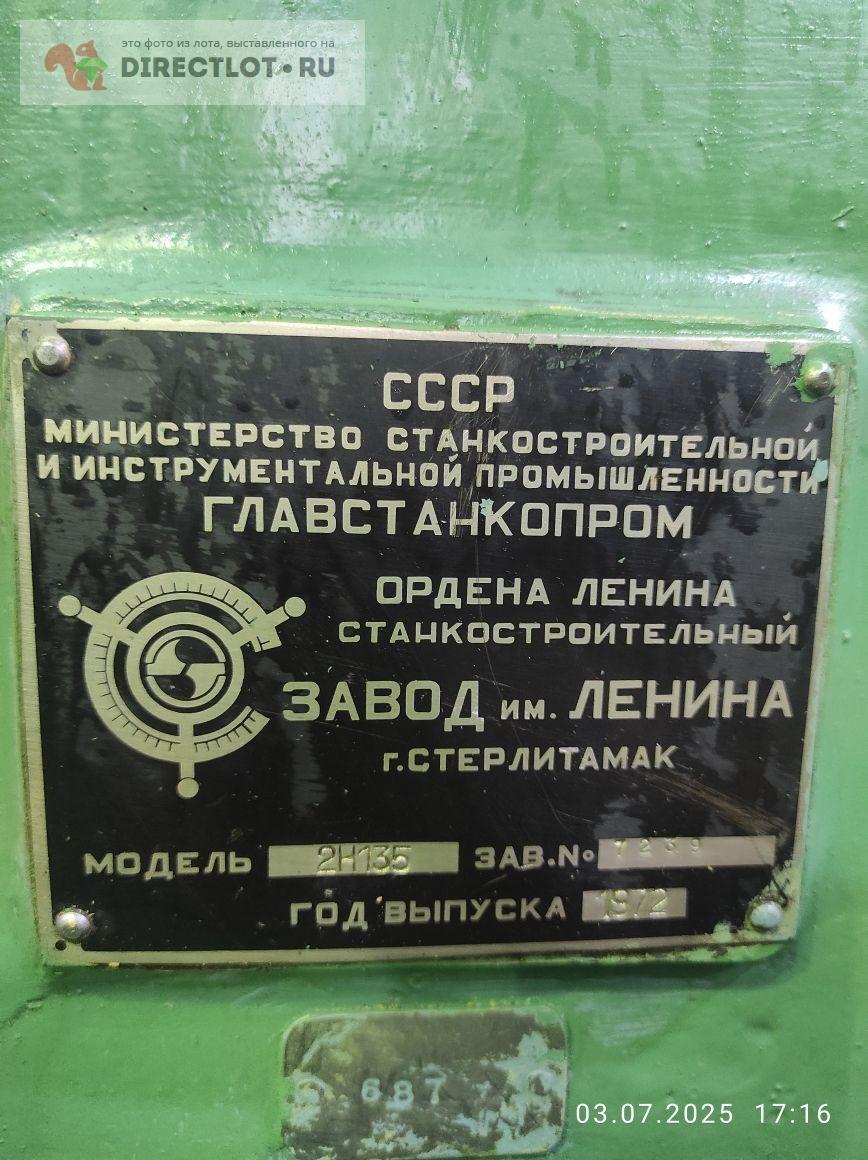 это фото из лота, выставленного на
DIRECTLOT.RU
СССР
МИНИСТЕРСТВО СТАНКОСТРОИТЕЛЬНОЙ
И ИНСТРУМЕНТАЛЬНОЙ ПРОМЫШЛЕННОСТИ
ГЛАВСТАНКОПРОМ
ОРДЕНА ЛЕНИНА
СТАНКОСТРОИТЕЛЬНЫЙ
ЗАВОД им. ЛЕНИНА
г.СТЕРЛИТАМАК
МОДЕЛЬ 2Н135 ЗАВ.№ 7239
ГОД ВЫПУСКА 1972
687
03.07.2025 17:16